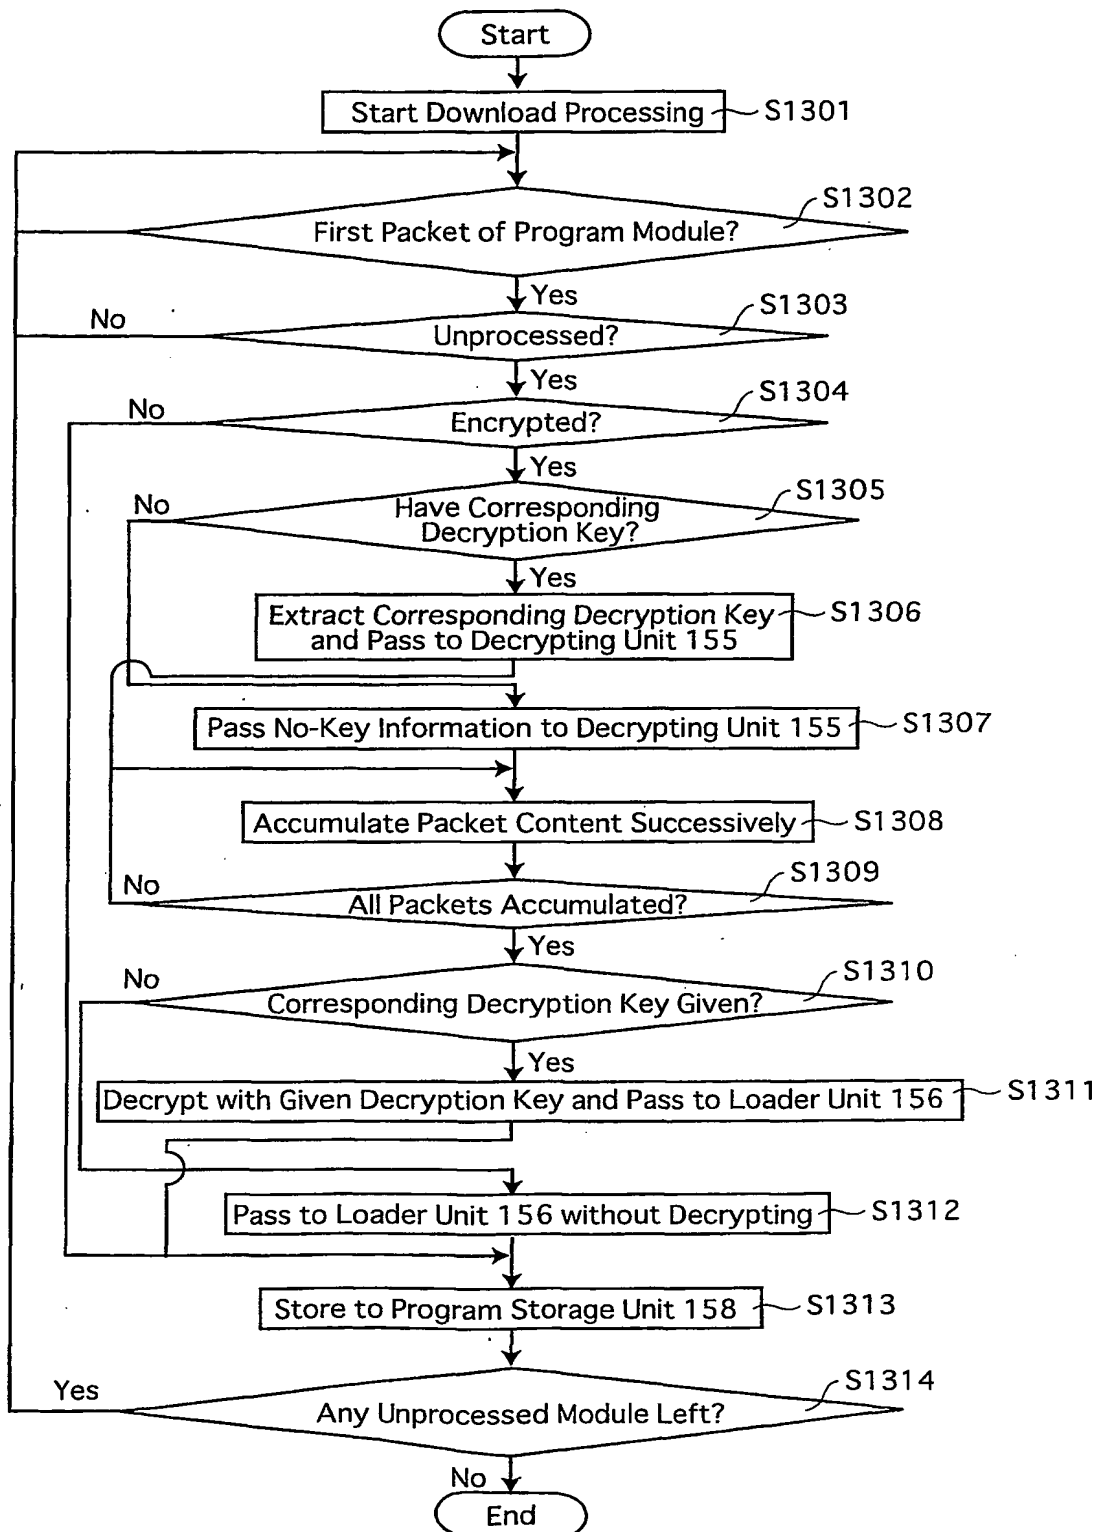 Start
Start Download Processing
S1301
S1302
First Packet of Program Module?
Yes
S1303
No
Unprocessed?
Yes
S1304
No
Encrypted?
Yes
S1305
No
Have Corresponding
Decryption Key?
Yes
Extract Corresponding Decryption Key
and Pass to Decrypting Unit 155
S1306
Pass No-Key Information to Decrypting Unit 155
S1307
Accumulate Packet Content Successively
S1308
S1309
No
All Packets Accumulated?
Yes
S1310
No
Corresponding Decryption Key Given?
Yes
Decrypt with Given Decryption Key and Pass to Loader Unit 156
S1311
Pass to Loader Unit 156 without Decrypting
S1312
Store to Program Storage Unit 158
S1313
S1314
Yes
Any Unprocessed Module Left?
No
End